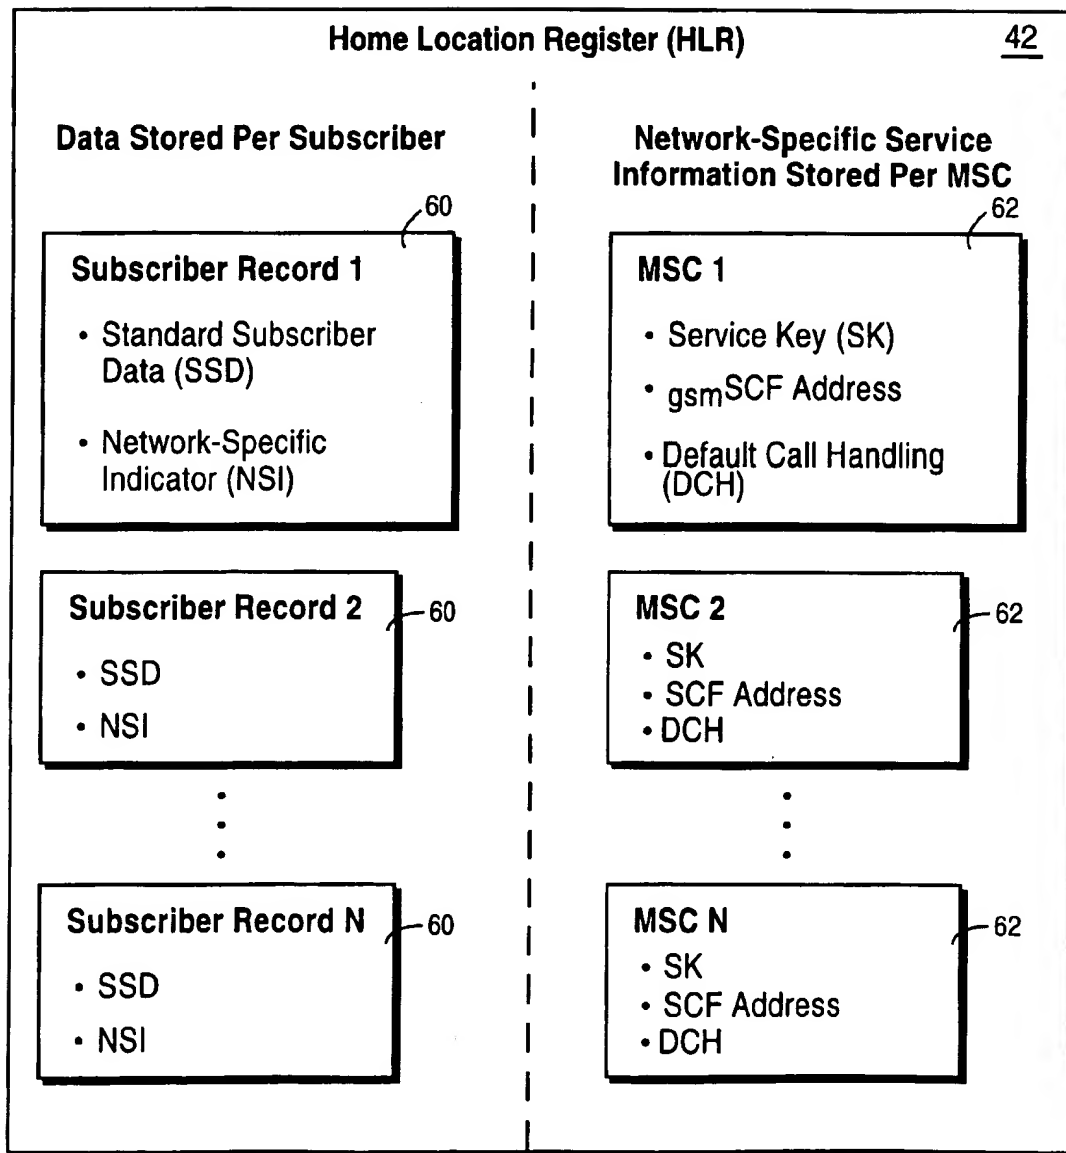 Home Location Register (HLR)
42
Data Stored Per Subscriber
60
Subscriber Record 1
• Standard Subscriber
Data (SSD)
• Network-Specific
Indicator (NSI)
Subscriber Record 2
60
• SSD
• NSI
Subscriber Record N
60
• SSD
• NSI
Network-Specific Service
Information Stored Per MSC
62
MSC 1
• Service Key (SK)
• gsmSCF Address
• Default Call Handling
(DCH)
MSC 2
62
• SK
• SCF Address
• DCH
MSC N
62
• SK
• SCF Address
• DCH